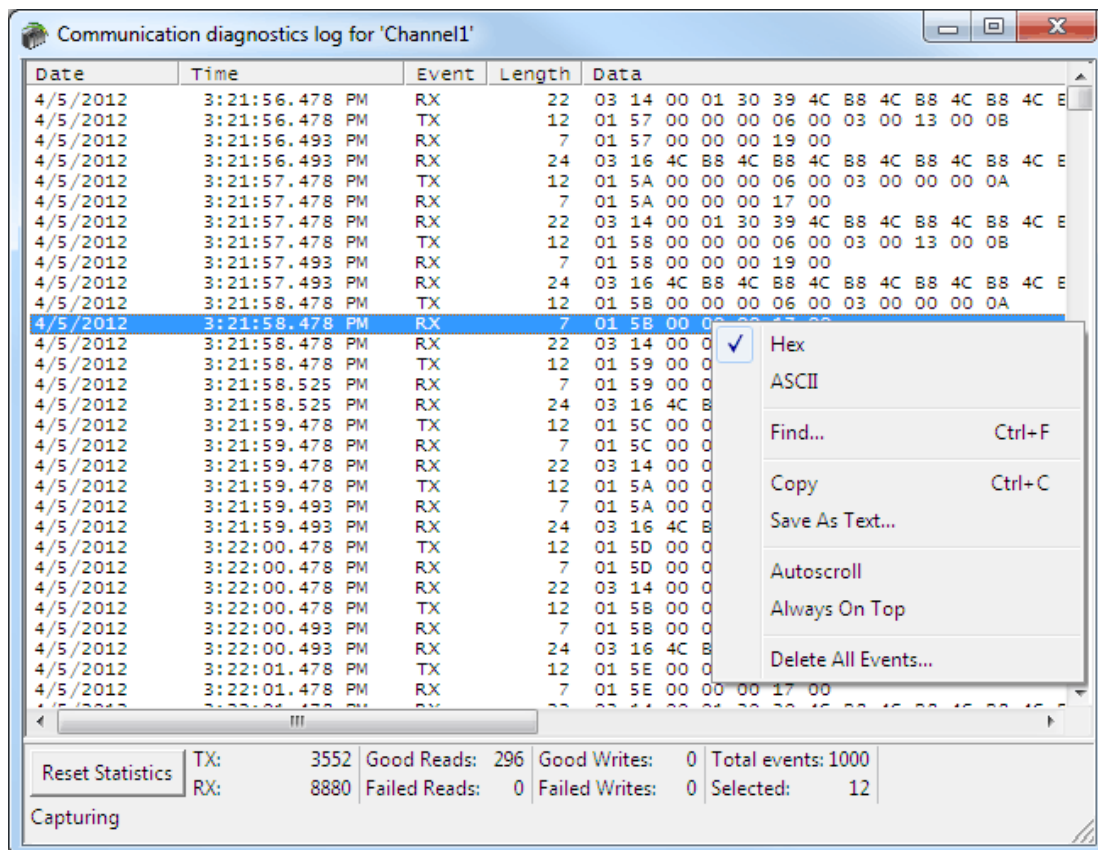 Communication diagnostics log for 'Channel1'
Date Time Event Length Data
4/5/2012 3:21:56.478 PM RX 22 03 14 00 01 30 39 4C B8 4C B8 4C B8 4C
4/5/2012 3:21:56.478 PM TX 12 01 57 00 00 00 06 00 03 00 13 00 0B
4/5/2012 3:21:56.493 PM RX 7 01 57 00 00 00 19 00
4/5/2012 3:21:56.493 PM RX 24 03 16 4C B8 4C B8 4C B8 4C B8 4C B8 4C
4/5/2012 3:21:57.478 PM TX 12 01 5A 00 00 00 06 00 03 00 00 00 0A
4/5/2012 3:21:57.478 PM RX 7 01 5A 00 00 00 17 00
4/5/2012 3:21:57.478 PM RX 22 03 14 00 01 30 39 4C B8 4C B8 4C B8 4C
4/5/2012 3:21:57.478 PM TX 12 01 58 00 00 00 06 00 03 00 13 00 0B
4/5/2012 3:21:57.493 PM RX 7 01 58 00 00 00 19 00
4/5/2012 3:21:57.493 PM RX 24 03 16 4C B8 4C B8 4C B8 4C B8 4C B8 4C
4/5/2012 3:21:58.478 PM TX 12 01 5B 00 00 00 06 00 03 00 00 00 0A
4/5/2012 3:21:58.478 PM RX 7 01 5B 00
4/5/2012 3:21:58.478 PM RX 22 03 14 00
4/5/2012 3:21:58.478 PM TX 12 01 59 00
4/5/2012 3:21:58.525 PM RX 7 01 59 00
4/5/2012 3:21:58.525 PM RX 24 03 16 4C
4/5/2012 3:21:59.478 PM TX 12 01 5C 00
4/5/2012 3:21:59.478 PM RX 7 01 5C 00
4/5/2012 3:21:59.478 PM RX 22 03 14 00
4/5/2012 3:21:59.478 PM TX 12 01 5A 00
4/5/2012 3:21:59.493 PM RX 7 01 5A 00
4/5/2012 3:21:59.493 PM RX 24 03 16 4C
4/5/2012 3:22:00.478 PM TX 12 01 5D 00
4/5/2012 3:22:00.478 PM RX 7 01 5D 00
4/5/2012 3:22:00.478 PM RX 22 03 14 00
4/5/2012 3:22:00.478 PM TX 12 01 5B 00
4/5/2012 3:22:00.493 PM RX 7 01 5B 00
4/5/2012 3:22:00.493 PM RX 24 03 16 4C
4/5/2012 3:22:01.478 PM TX 12 01 5E 00
4/5/2012 3:22:01.478 PM RX 7 01 5E 00 00 00 17 00
Hex
ASCII
Find... Ctrl+F
Copy Ctrl+C
Save As Text...
Autoscroll
Always On Top
Delete All Events...
Reset Statistics
TX: 3552 Good Reads: 296 Good Writes: 0 Total events: 1000
RX: 8880 Failed Reads: 0 Failed Writes: 0 Selected: 12
Capturing